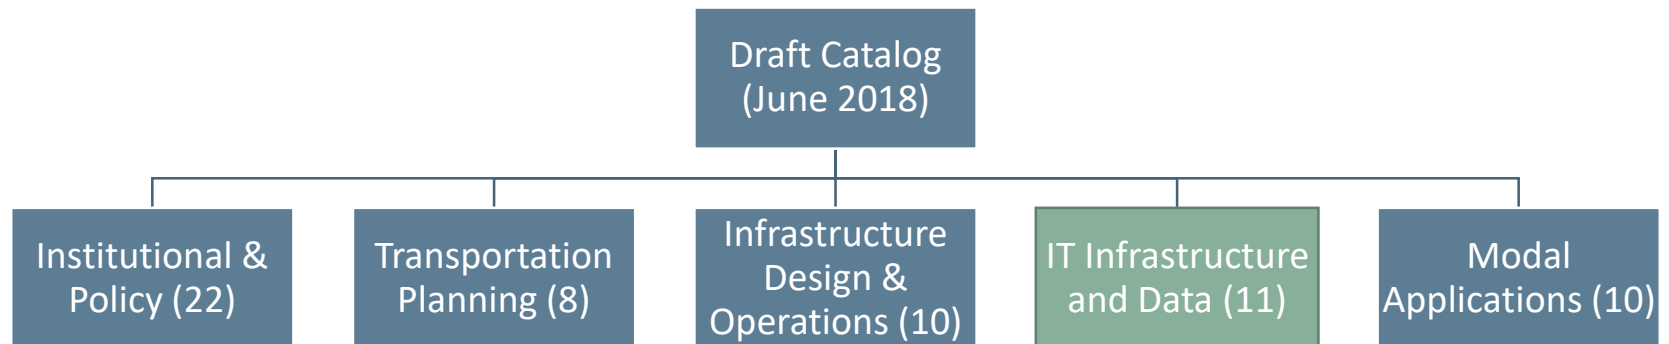 Draft Catalog
(June 2018)
Institutional &
Policy (22)
Transportation
Planning (8)
Infrastructure
Design &
Operations (10)
IT Infrastructure
and Data (11)
Modal
Applications (10)